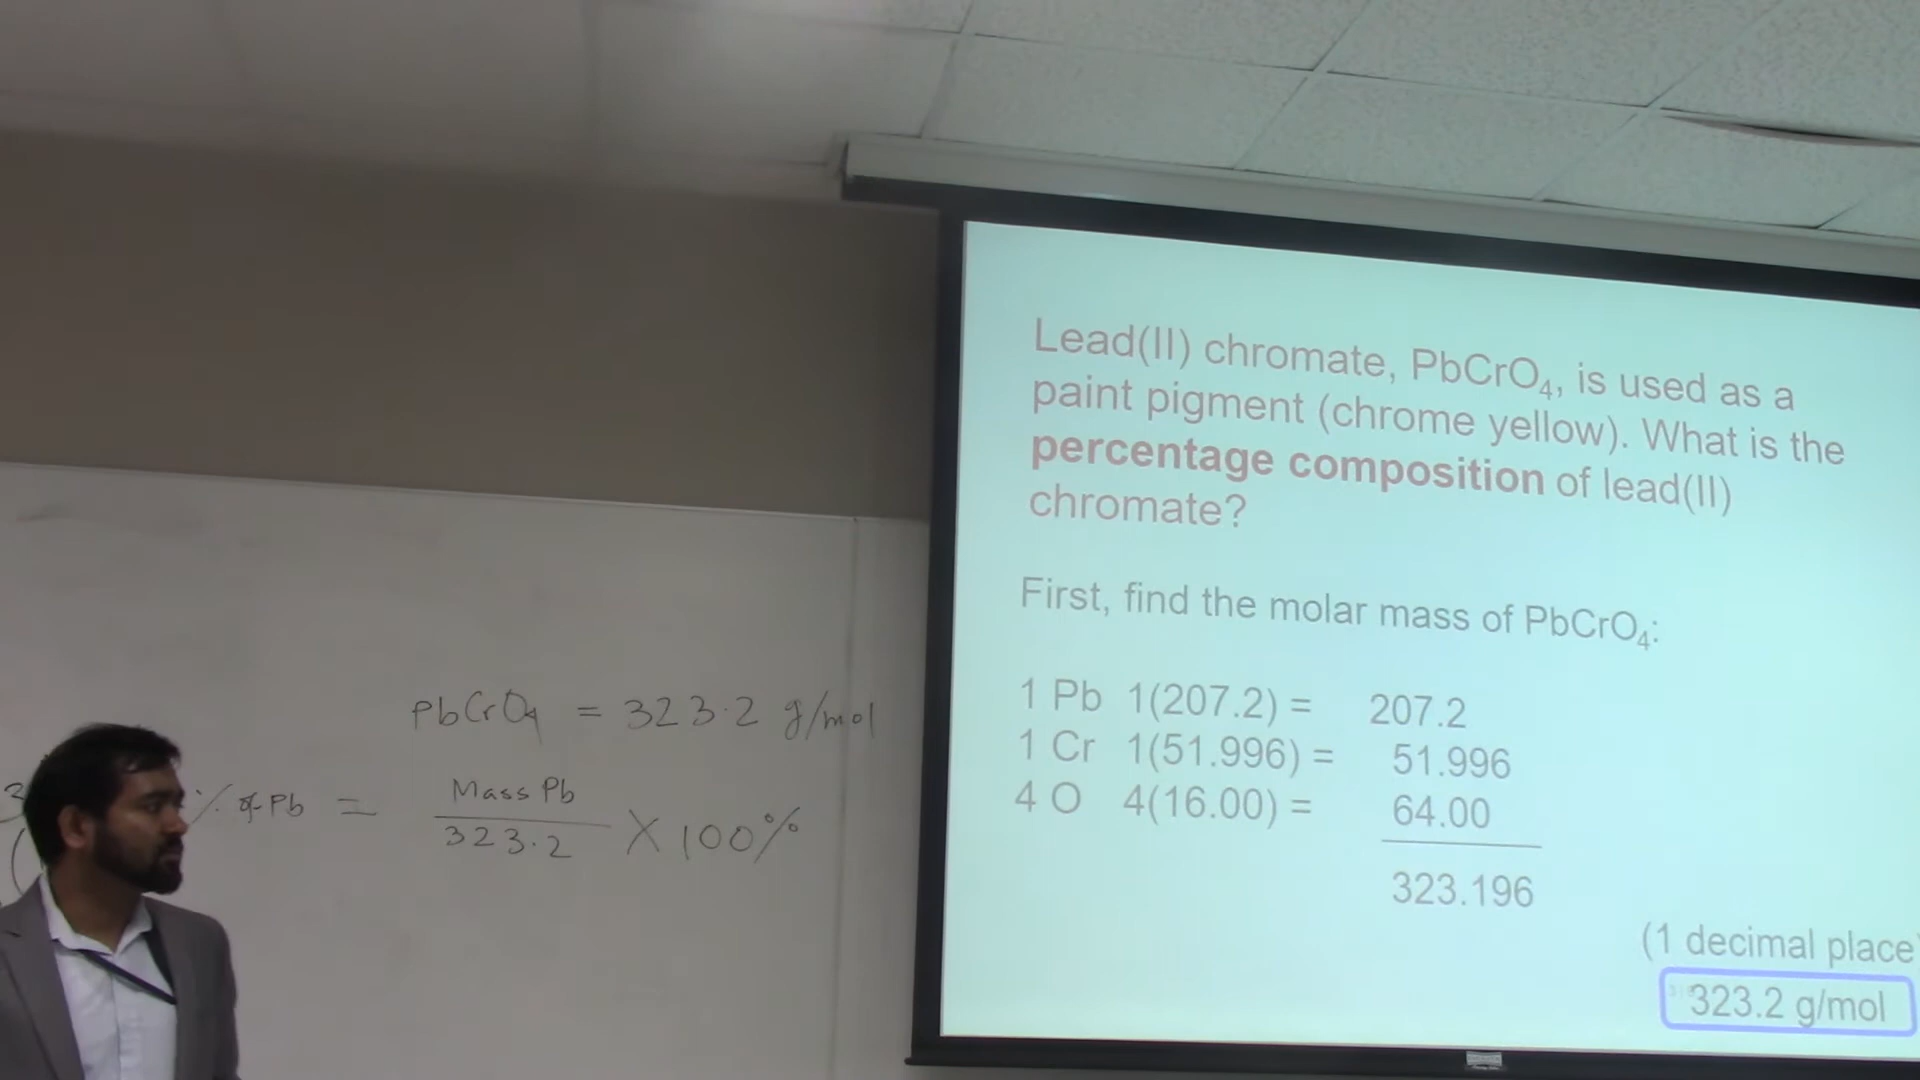 PbCrO4 = 323.2 g/mol
% of Pb = Mass Pb
323.2
X 100%
Lead(II) chromate, PbCrO4, is used as a
paint pigment (chrome yellow). What is the
percentage composition of lead(II)
chromate?
First, find the molar mass of PbCrO4:
1 Pb 1(207.2) = 207.2
1 Cr 1(51.996) = 51.996
4 O 4(16.00) = 64.00
323.196
(1 decimal place)
323.2 g/mol